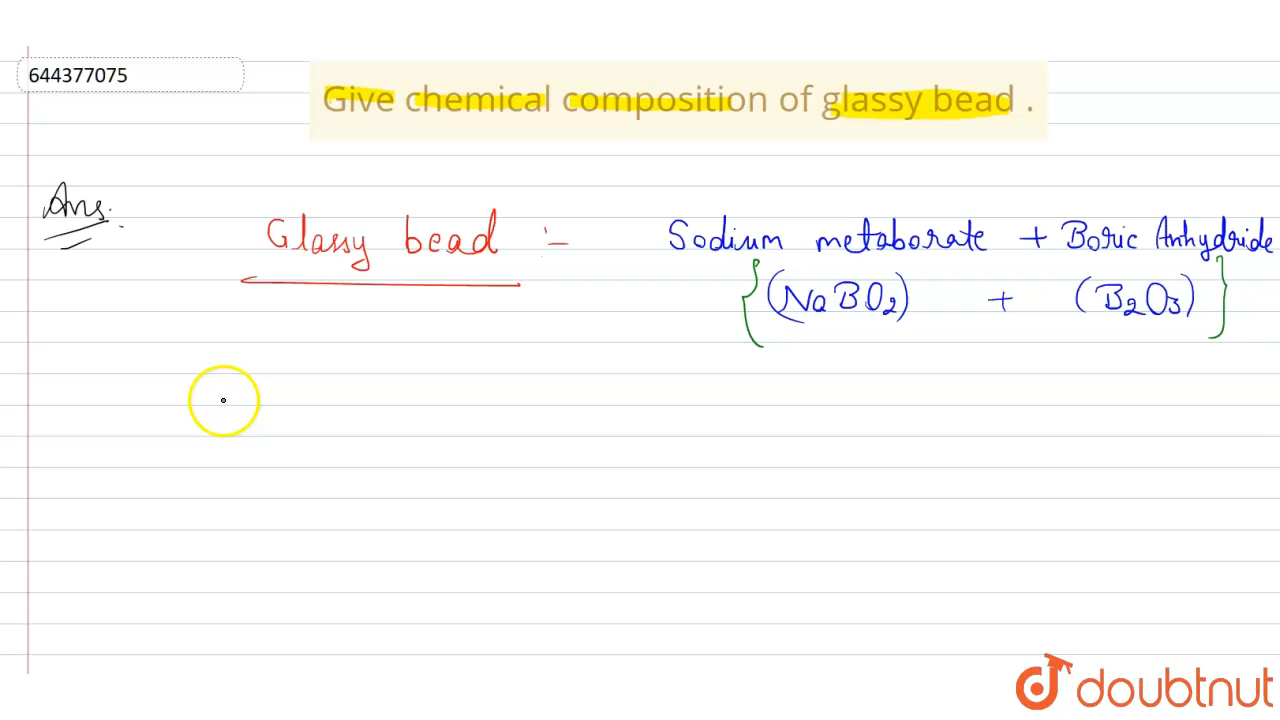 644377075
Give chemical composition of glassy bead .
Ans.
Glassy bead :- Sodium metaborate + Boric Anhydride
{(NaBO₂) + (B₂O₃)}
doubtnut